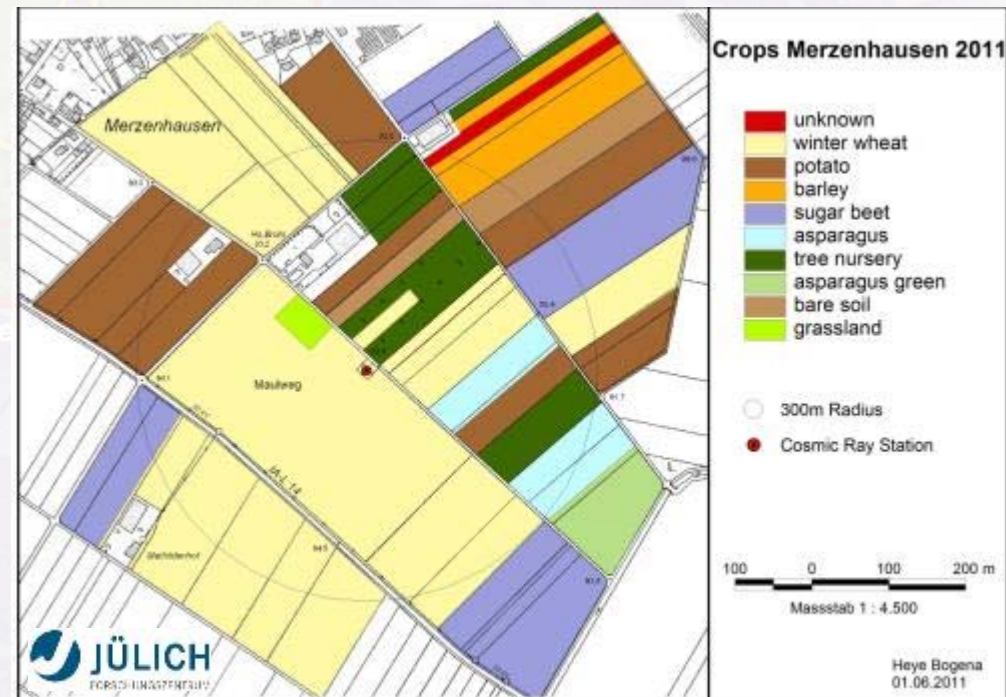 Crops Merzenhausen 2011
unknown
winter wheat
potato
barley
sugar beet
asparagus
tree nursery
asparagus green
bare soil
grassland
300m Radius
Cosmic Ray Station
100 0 100 200 m
Massstab 1 : 4.500
Heye Bogena
01.06.2011
Merzenhausen
Maulweg
JÜLICH
FORSCHUNGSZENTRUM